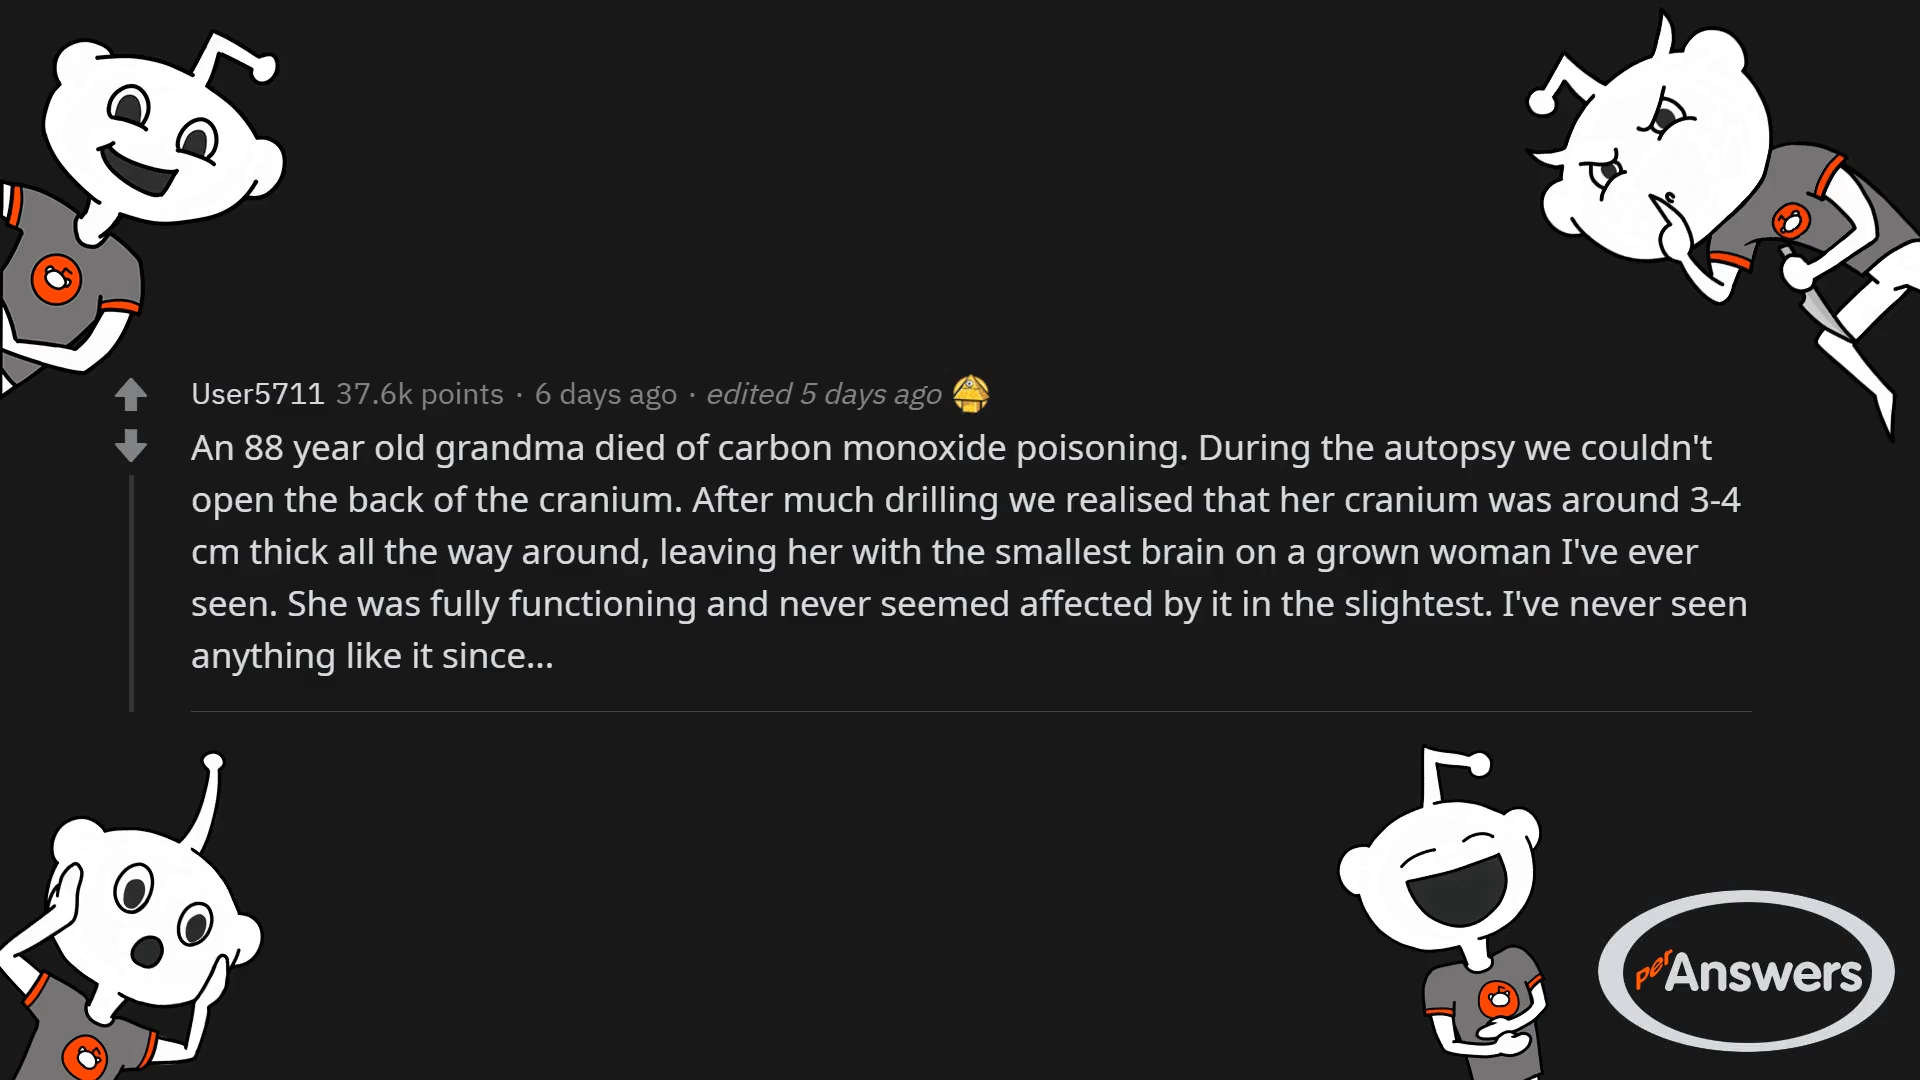 User5711 37.6k points · 6 days ago · edited 5 days ago
An 88 year old grandma died of carbon monoxide poisoning. During the autopsy we couldn't
open the back of the cranium. After much drilling we realised that her cranium was around 3-4
cm thick all the way around, leaving her with the smallest brain on a grown woman I've ever
seen. She was fully functioning and never seemed affected by it in the slightest. I've never seen
anything like it since...
perAnswers